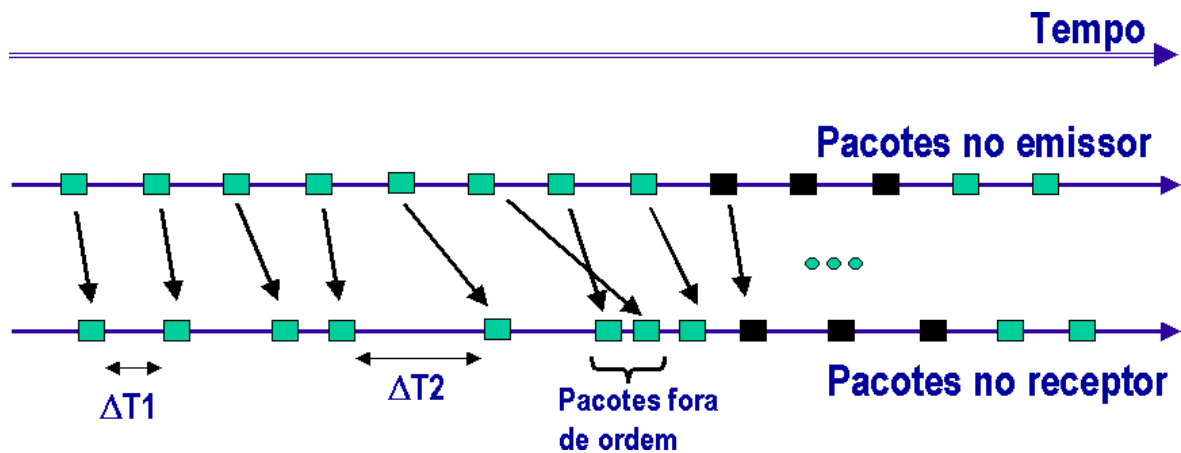 Tempo
Pacotes no emissor
ΔT1
ΔT2
Pacotes fora
de ordem
Pacotes no receptor